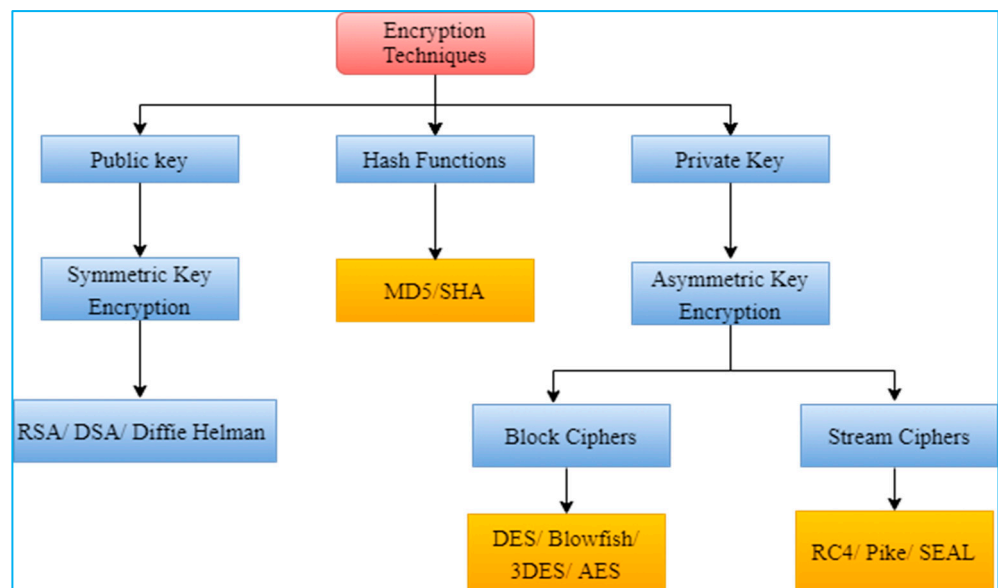 Encryption
Techniques
Public key
Hash Functions
Private Key
Symmetric Key
Encryption
MD5/SHA
Asymmetric Key
Encryption
RSA/ DSA/ Diffie Helman
Block Ciphers
Stream Ciphers
DES/ Blowfish/
3DES/ AES
RC4/ Pike/ SEAL